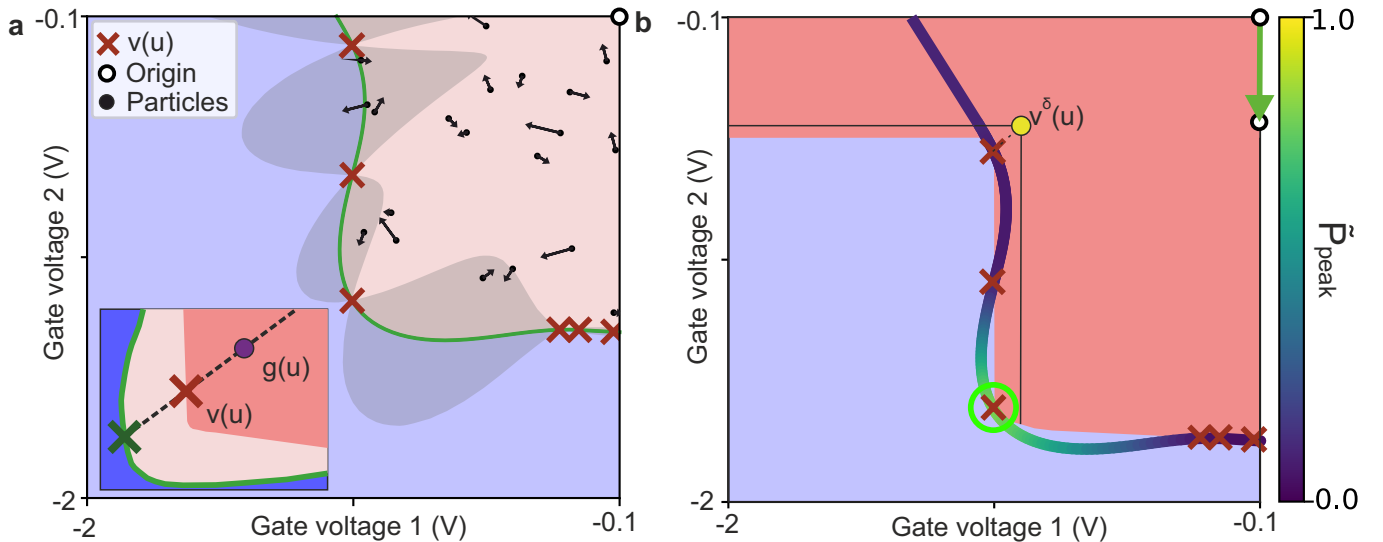 a
-0.1
v(u)
Origin
Particles
Gate voltage 2 (V)
g(u)
v(u)
-2
-2
Gate voltage 1 (V)
-0.1
b
-0.1
vᵟ(u)
Gate voltage 2 (V)
-2
-2
Gate voltage 1 (V)
-0.1
1.0
P̃peak
0.0